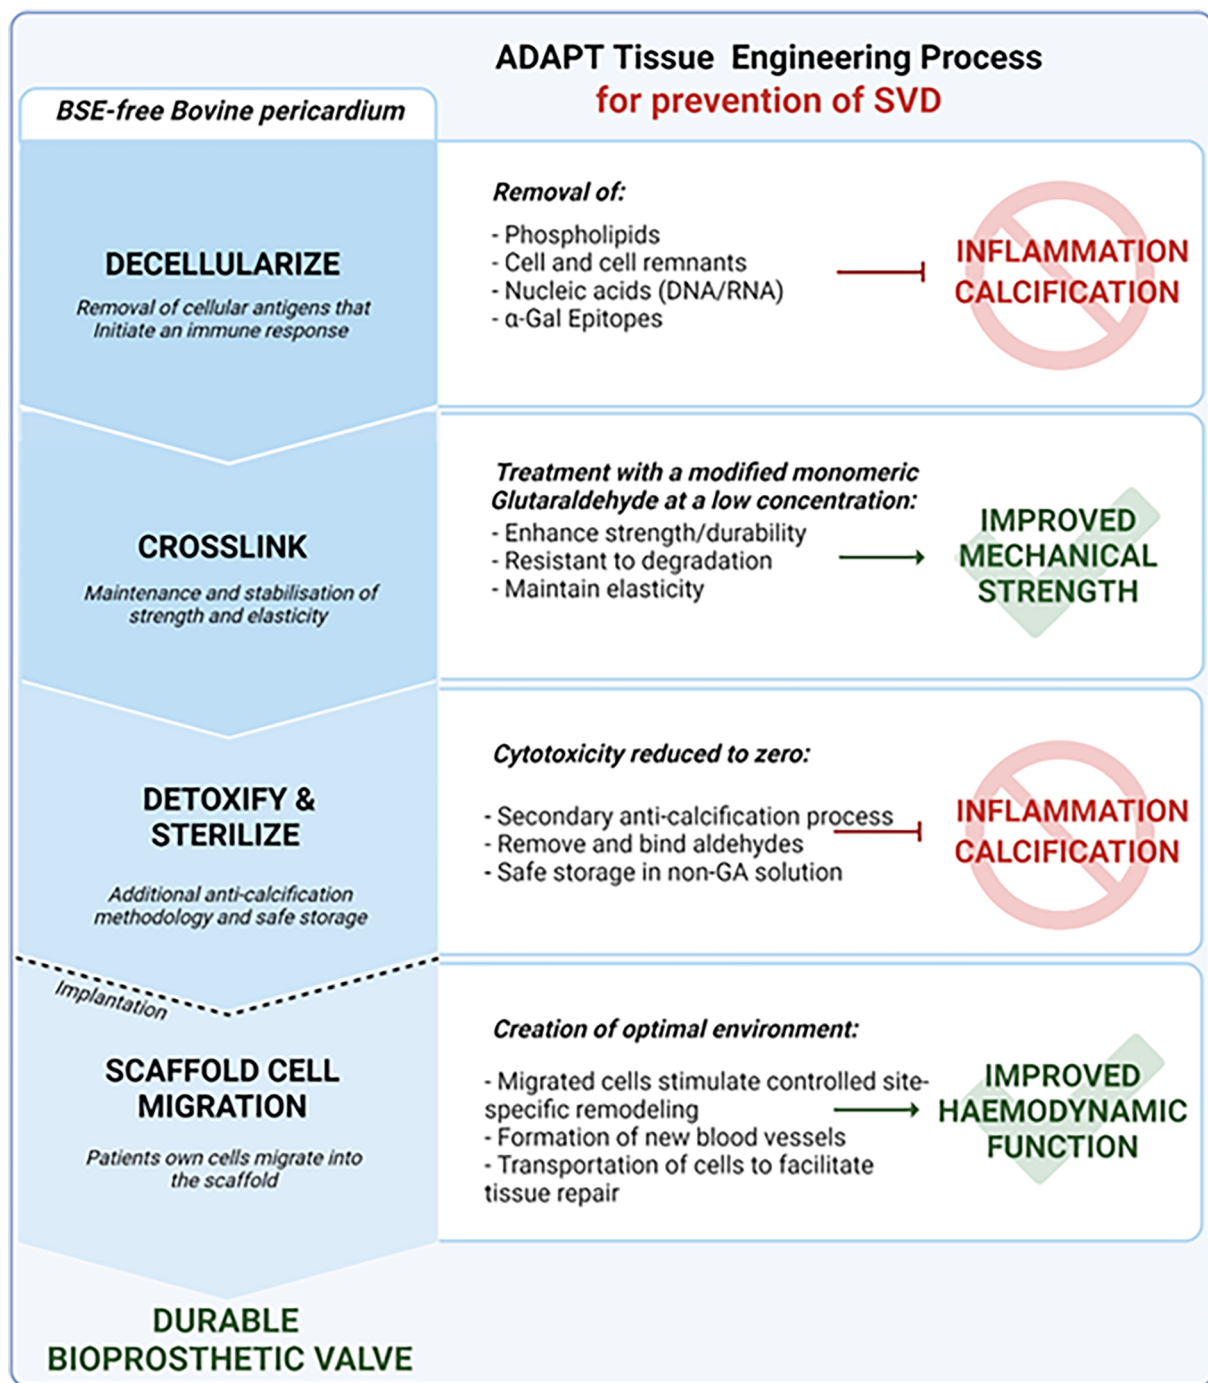 ADAPT Tissue Engineering Process
for prevention of SVD
BSE-free Bovine pericardium
DECELLULARIZE
Removal of cellular antigens that
Initiate an immune response
Removal of:
- Phospholipids
- Cell and cell remnants
- Nucleic acids (DNA/RNA)
- α-Gal Epitopes
INFLAMMATION
CALCIFICATION
CROSSLINK
Maintenance and stabilisation of
strength and elasticity
Treatment with a modified monomeric
Glutaraldehyde at a low concentration:
- Enhance strength/durability
- Resistant to degradation
- Maintain elasticity
IMPROVED
MECHANICAL
STRENGTH
DETOXIFY &
STERILIZE
Additional anti-calcification
methodology and safe storage
Cytotoxicity reduced to zero:
- Secondary anti-calcification process
- Remove and bind aldehydes
- Safe storage in non-GA solution
INFLAMMATION
CALCIFICATION
Implantation
SCAFFOLD CELL
MIGRATION
Patients own cells migrate into
the scaffold
Creation of optimal environment:
- Migrated cells stimulate controlled site-
specific remodeling
- Formation of new blood vessels
- Transportation of cells to facilitate
tissue repair
IMPROVED
HAEMODYNAMIC
FUNCTION
DURABLE
BIOPROSTHETIC VALVE